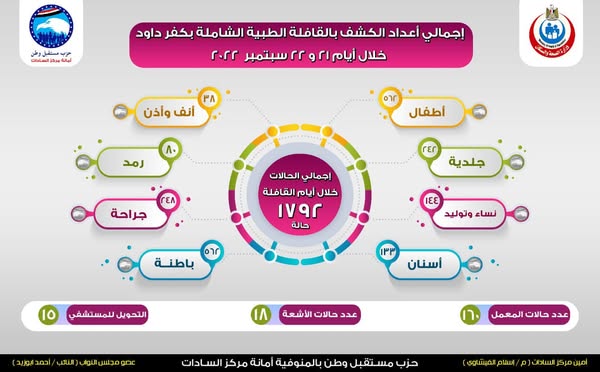 إجمالي أعداد الكشف بالقافلة الطبية الشاملة بكفر داود
خلال أيام ٢١ و ٢٢ سبتمبر ٢٠٢٢
وزارة الصحة والسكان
حزب مستقبل وطن
أمانة مركز السادات
أطفال ٥٦٢
أنف وأذن ٣٨
جلدية ٢٤٢
رمد ٨٠
نساء وتوليد ١٤٤
جراحة ٢٤٨
أسنان ١٣٣
باطنة ٥٦٢
إجمالي الحالات
خلال أيام القافلة
١٧٩٢
حالة
عدد حالات المعمل ١٦٠
عدد حالات الأشعة ١٨
التحويل للمستشفي ١٥
أمين مركز السادات ( م / اسلام الفيشاوي )
حزب مستقبل وطن بالمنوفية أمانة مركز السادات
عضو مجلس النواب ( النائب / أحمد ابوزيد )